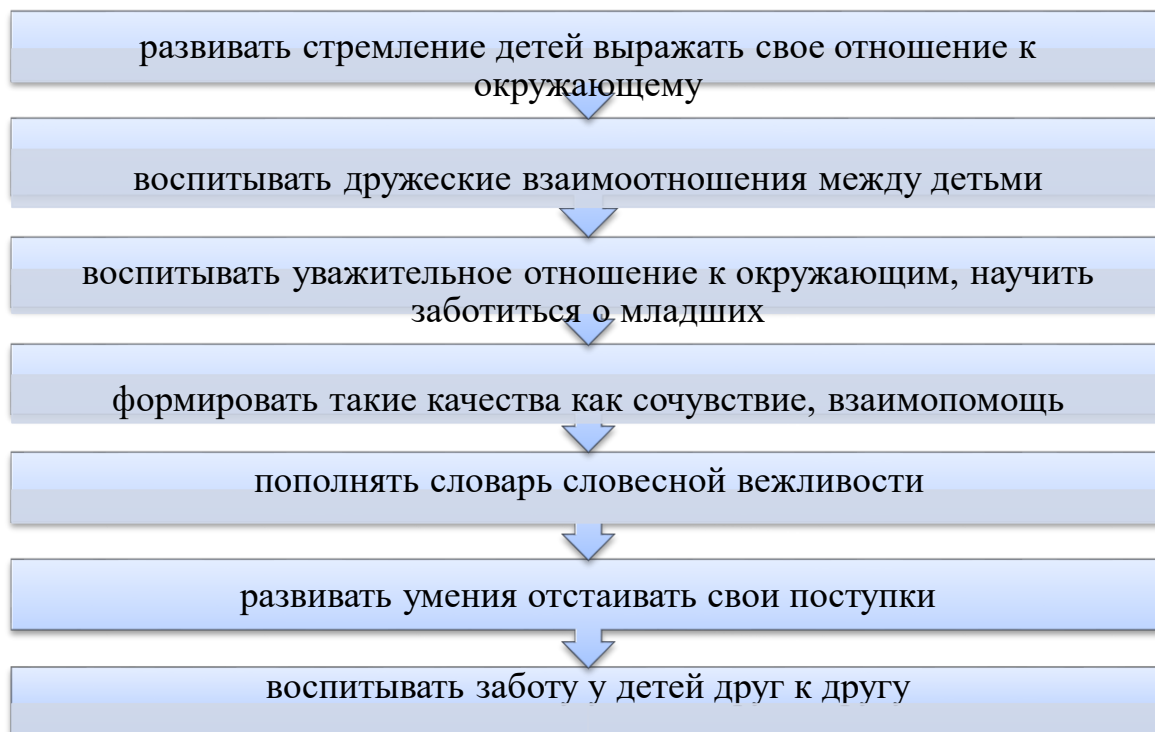 развивать стремление детей выражать свое отношение к
окружающему
воспитывать дружеские взаимоотношения между детьми
воспитывать уважительное отношение к окружающим, научить
заботиться о младших
формировать такие качества как сочувствие, взаимопомощь
пополнять словарь словесной вежливости
развивать умения отстаивать свои поступки
воспитывать заботу у детей друг к другу